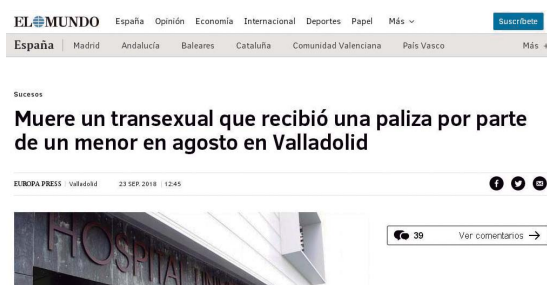 EL MUNDO España Opinión Economía Internacional Deportes Papel Más Suscríbete
España Madrid Andalucía Baleares Cataluña Comunidad Valenciana País Vasco Más +
Sucesos
Muere un transexual que recibió una paliza por parte
de un menor en agosto en Valladolid
EUROPA PRESS Valladolid 23 SEP. 2018 12:45
39 Ver comentarios →
HOSPITAL